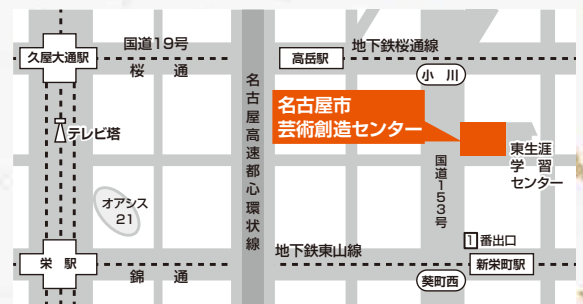 国道19号
久屋大通駅
桜通
高岳駅
地下鉄桜通線
小川
名古屋高速都心環状線
名古屋市
芸術創造センター
テレビ塔
国道153号
東生涯
学習
センター
オアシス
21
1番出口
地下鉄東山線
栄駅
錦通
新栄町駅
葵町西